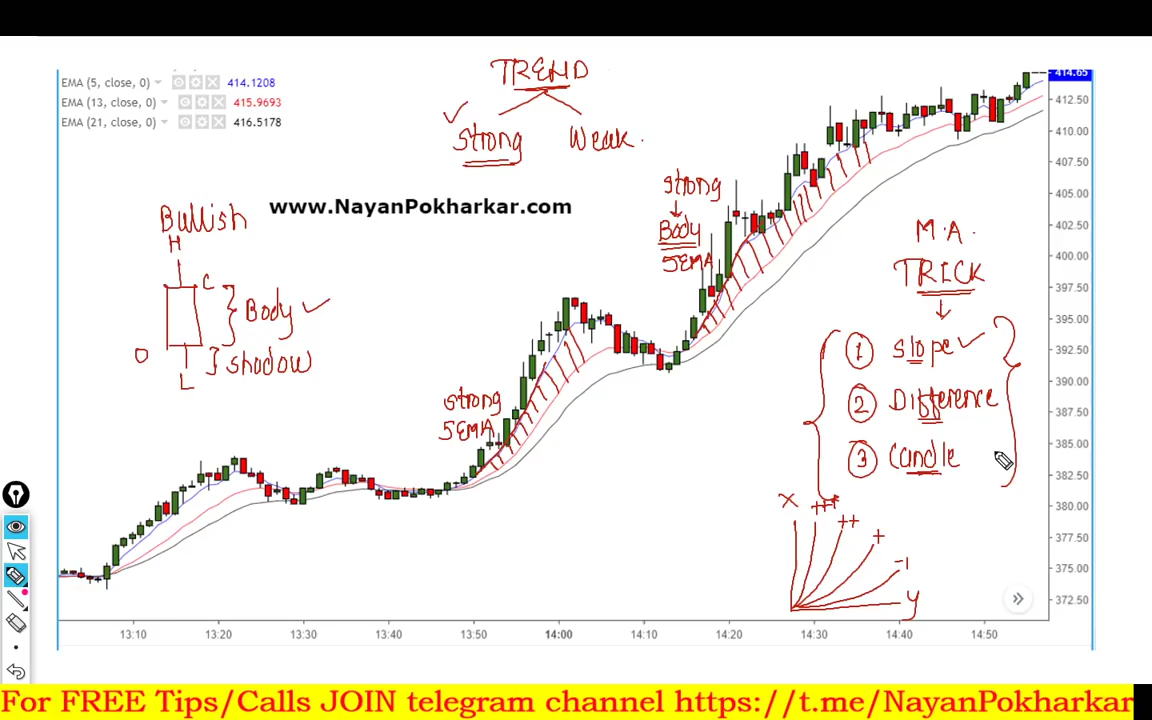 EMA (5, close, 0) 414.1208
EMA (13, close, 0) 415.9693
EMA (21, close, 0) 416.5178
TREND
Strong Weak
www.NayanPokharkar.com
Bullish
H
C
Body
O
shadow
L
strong
5EMA
strong
Body
5EMA
M.A.
TRICK
1 slope
2 Difference
3 Candle
X
+++
++
+
-1
Y
414.65
412.50
410.00
407.50
405.00
402.50
400.00
397.50
395.00
392.50
390.00
387.50
385.00
382.50
380.00
377.50
375.00
372.50
13:10 13:20 13:30 13:40 13:50 14:00 14:10 14:20 14:30 14:40 14:50
For FREE Tips/Calls JOIN telegram channel https://t.me/NayanPokharkar